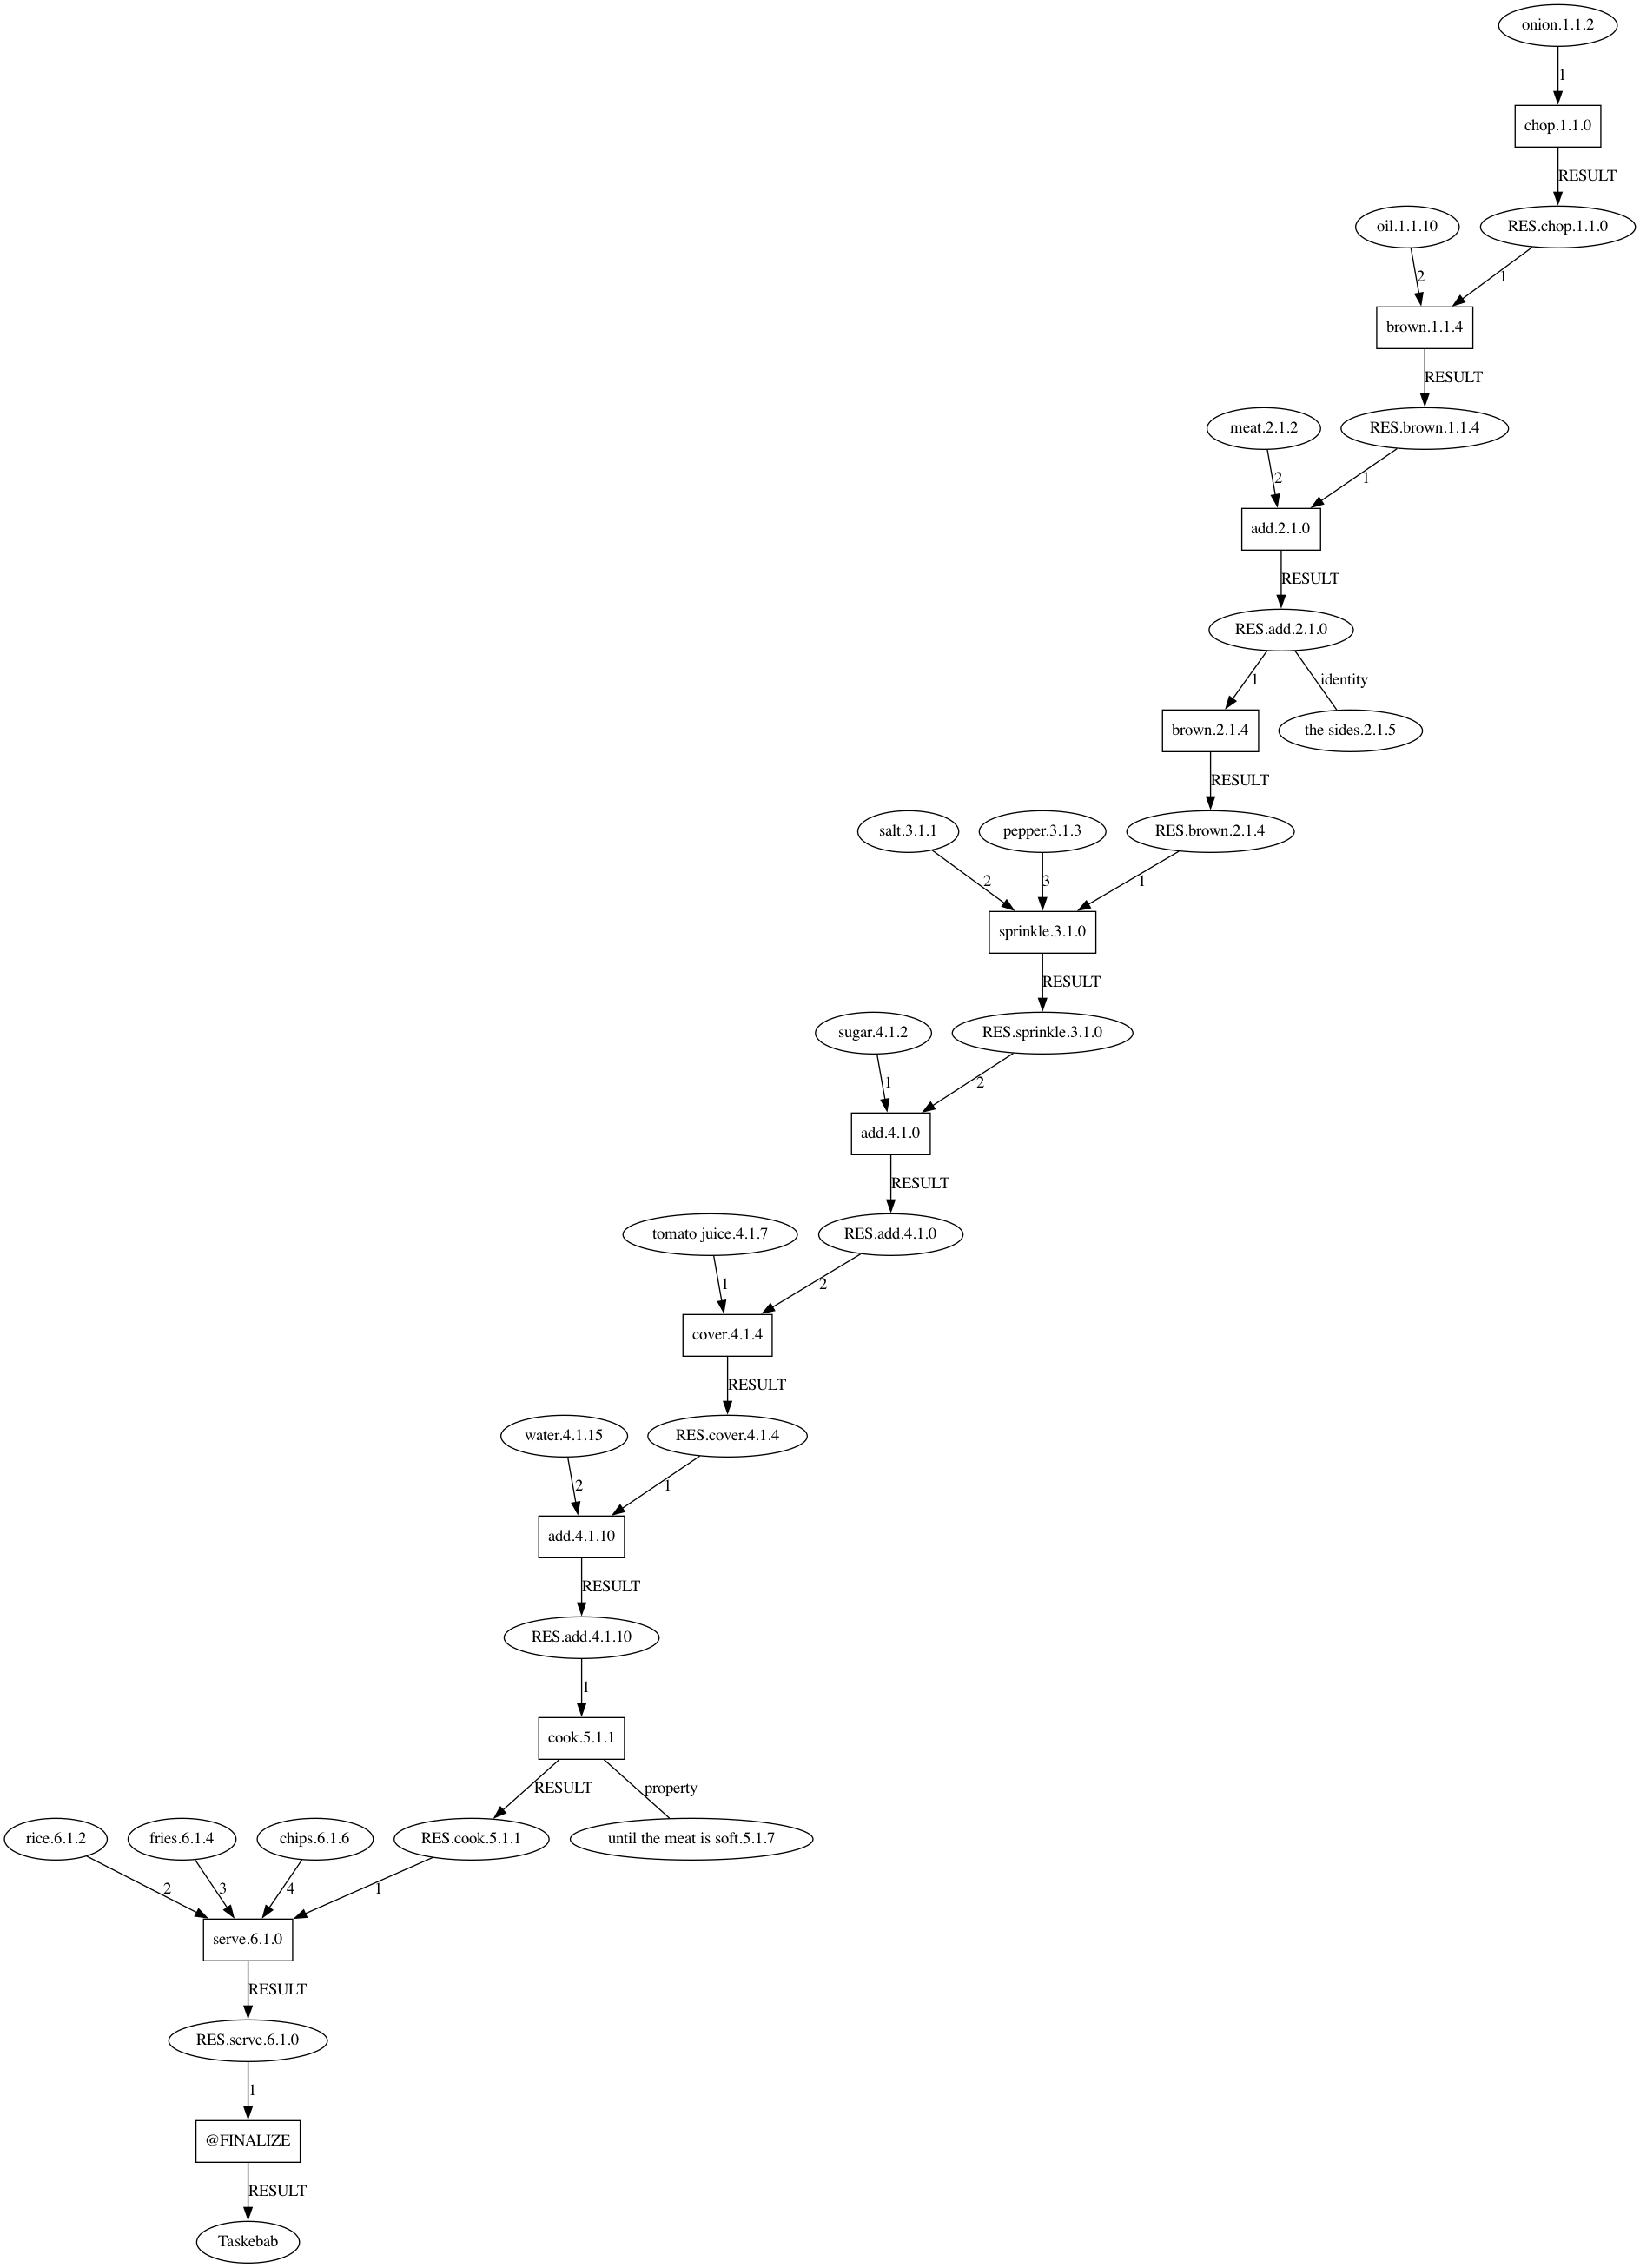 onion.1.1.2
1
chop.1.1.0
RESULT
oil.1.1.10
RES.chop.1.1.0
2
1
brown.1.1.4
RESULT
meat.2.1.2
RES.brown.1.1.4
2
1
add.2.1.0
RESULT
RES.add.2.1.0
1
identity
brown.2.1.4
the sides.2.1.5
RESULT
salt.3.1.1
pepper.3.1.3
RES.brown.2.1.4
2
3
1
sprinkle.3.1.0
RESULT
sugar.4.1.2
RES.sprinkle.3.1.0
1
2
add.4.1.0
RESULT
tomato juice.4.1.7
RES.add.4.1.0
1
2
cover.4.1.4
RESULT
water.4.1.15
RES.cover.4.1.4
2
1
add.4.1.10
RESULT
RES.add.4.1.10
1
cook.5.1.1
RESULT
property
rice.6.1.2
fries.6.1.4
chips.6.1.6
RES.cook.5.1.1
until the meat is soft.5.1.7
2
3
4
1
serve.6.1.0
RESULT
RES.serve.6.1.0
1
@FINALIZE
RESULT
Taskebab